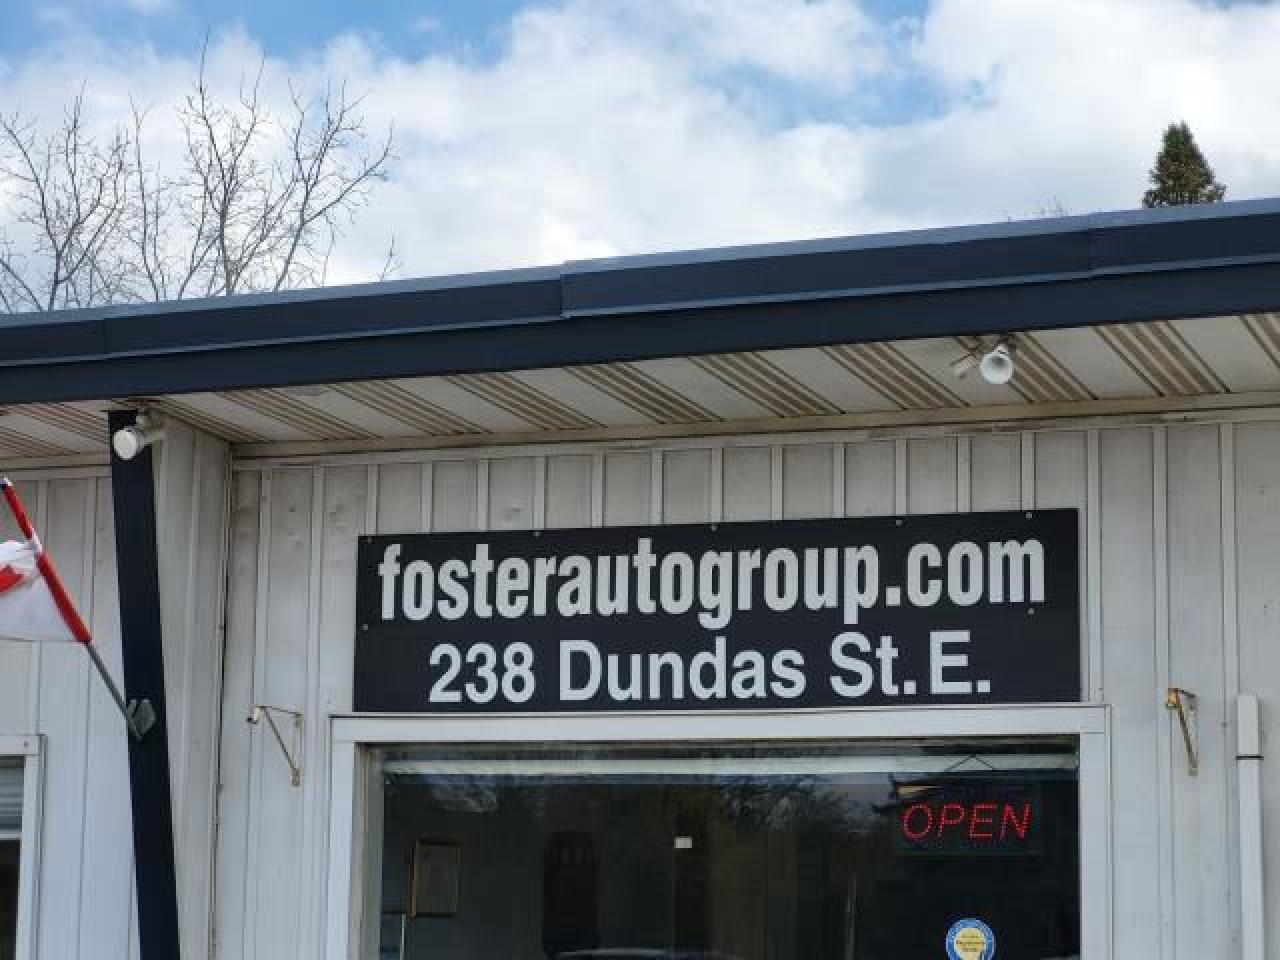 fosterautogroup.com
238 Dundas St. E.
OPEN